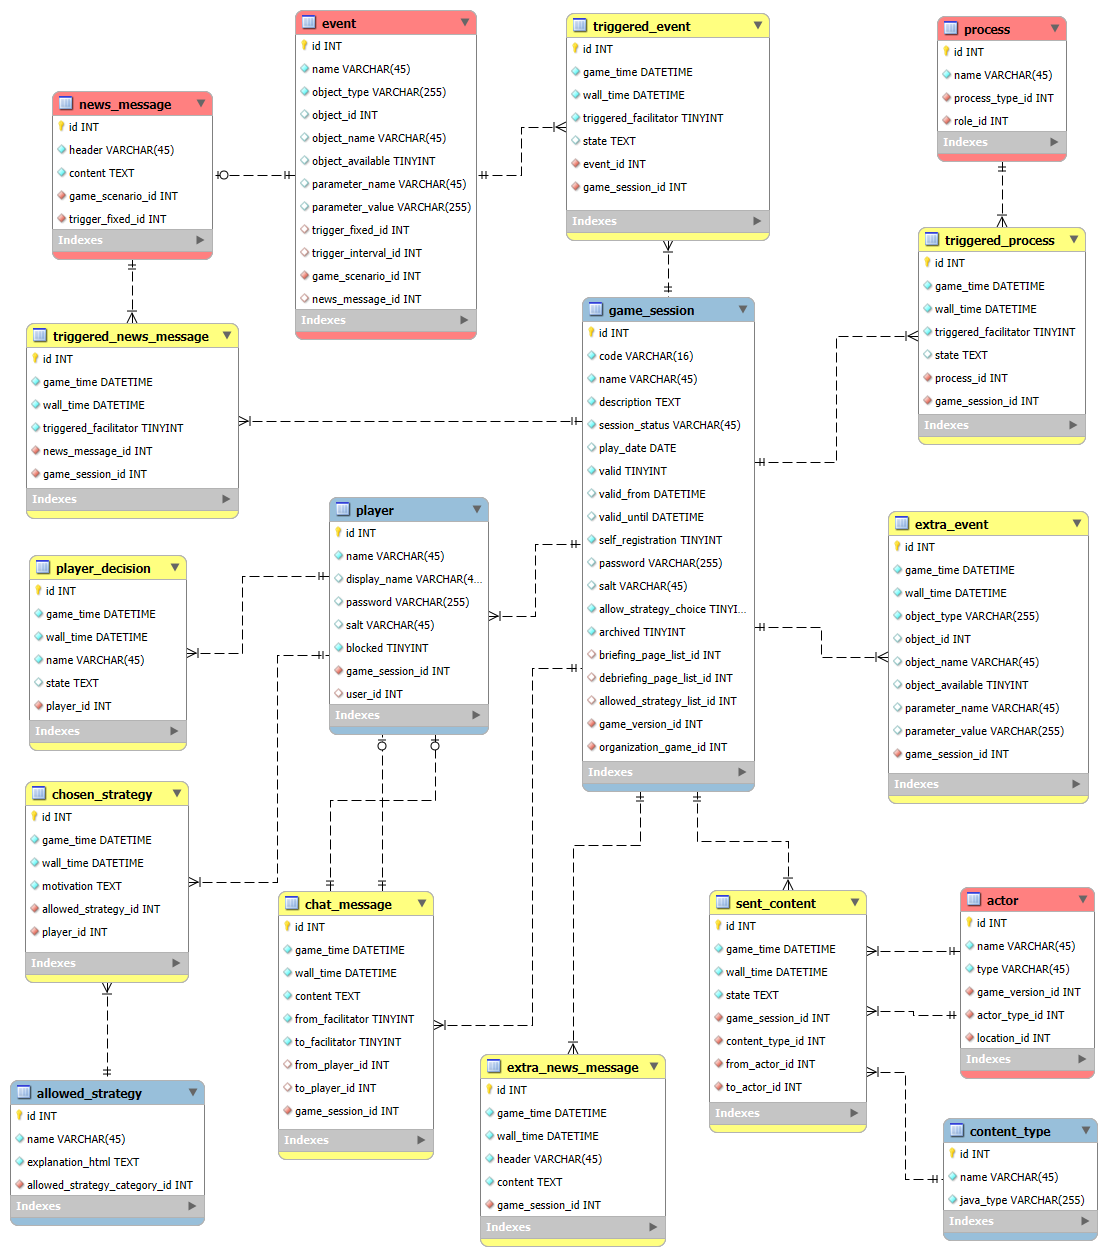 event
id INT
name VARCHAR(45)
object_type VARCHAR(255)
object_id INT
object_name VARCHAR(45)
object_available TINYINT
parameter_name VARCHAR(45)
parameter_value VARCHAR(255)
trigger_fixed_id INT
trigger_interval_id INT
game_scenario_id INT
news_message_id INT
Indexes
triggered_event
id INT
game_time DATETIME
wall_time DATETIME
triggered_facilitator TINYINT
state TEXT
event_id INT
game_session_id INT
Indexes
process
id INT
name VARCHAR(45)
process_type_id INT
role_id INT
Indexes
news_message
id INT
header VARCHAR(45)
content TEXT
game_scenario_id INT
trigger_fixed_id INT
Indexes
triggered_process
id INT
game_time DATETIME
wall_time DATETIME
triggered_facilitator TINYINT
state TEXT
process_id INT
game_session_id INT
Indexes
game_session
id INT
code VARCHAR(16)
name VARCHAR(45)
description TEXT
session_status VARCHAR(45)
play_date DATE
valid TINYINT
valid_from DATETIME
valid_until DATETIME
self_registration TINYINT
password VARCHAR(255)
salt VARCHAR(45)
allow_strategy_choice TINYI...
archived TINYINT
briefing_page_list_id INT
debriefing_page_list_id INT
allowed_strategy_list_id INT
game_version_id INT
organization_game_id INT
Indexes
triggered_news_message
id INT
game_time DATETIME
wall_time DATETIME
triggered_facilitator TINYINT
news_message_id INT
game_session_id INT
Indexes
player
id INT
name VARCHAR(45)
display_name VARCHAR(4...
password VARCHAR(255)
salt VARCHAR(45)
blocked TINYINT
game_session_id INT
user_id INT
Indexes
extra_event
id INT
game_time DATETIME
wall_time DATETIME
object_type VARCHAR(255)
object_id INT
object_name VARCHAR(45)
object_available TINYINT
parameter_name VARCHAR(45)
parameter_value VARCHAR(255)
game_session_id INT
Indexes
player_decision
id INT
game_time DATETIME
wall_time DATETIME
name VARCHAR(45)
state TEXT
player_id INT
Indexes
chosen_strategy
id INT
game_time DATETIME
wall_time DATETIME
motivation TEXT
allowed_strategy_id INT
player_id INT
Indexes
chat_message
id INT
game_time DATETIME
wall_time DATETIME
content TEXT
from_facilitator TINYINT
to_facilitator TINYINT
from_player_id INT
to_player_id INT
game_session_id INT
Indexes
sent_content
id INT
game_time DATETIME
wall_time DATETIME
state TEXT
game_session_id INT
content_type_id INT
from_actor_id INT
to_actor_id INT
Indexes
actor
id INT
name VARCHAR(45)
type VARCHAR(45)
game_version_id INT
actor_type_id INT
location_id INT
Indexes
extra_news_message
id INT
game_time DATETIME
wall_time DATETIME
header VARCHAR(45)
content TEXT
game_session_id INT
Indexes
allowed_strategy
id INT
name VARCHAR(45)
explanation_html TEXT
allowed_strategy_category_id INT
Indexes
content_type
id INT
name VARCHAR(45)
java_type VARCHAR(255)
Indexes